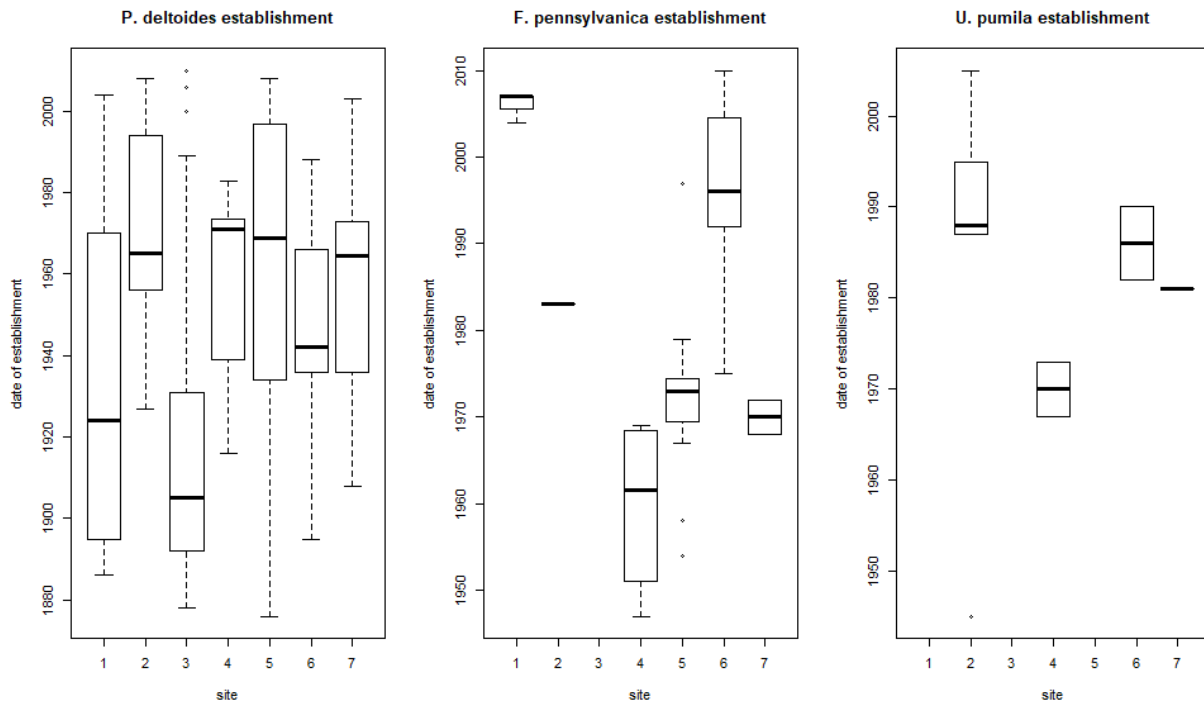 P. deltoides establishment
date of establishment
2000
1980
1960
1940
1920
1900
1880
1 2 3 4 5 6 7
site
F. pennsylvanica establishment
date of establishment
2010
2000
1990
1980
1970
1960
1950
1 2 3 4 5 6 7
site
U. pumila establishment
date of establishment
2000
1990
1980
1970
1960
1950
1 2 3 4 5 6 7
site